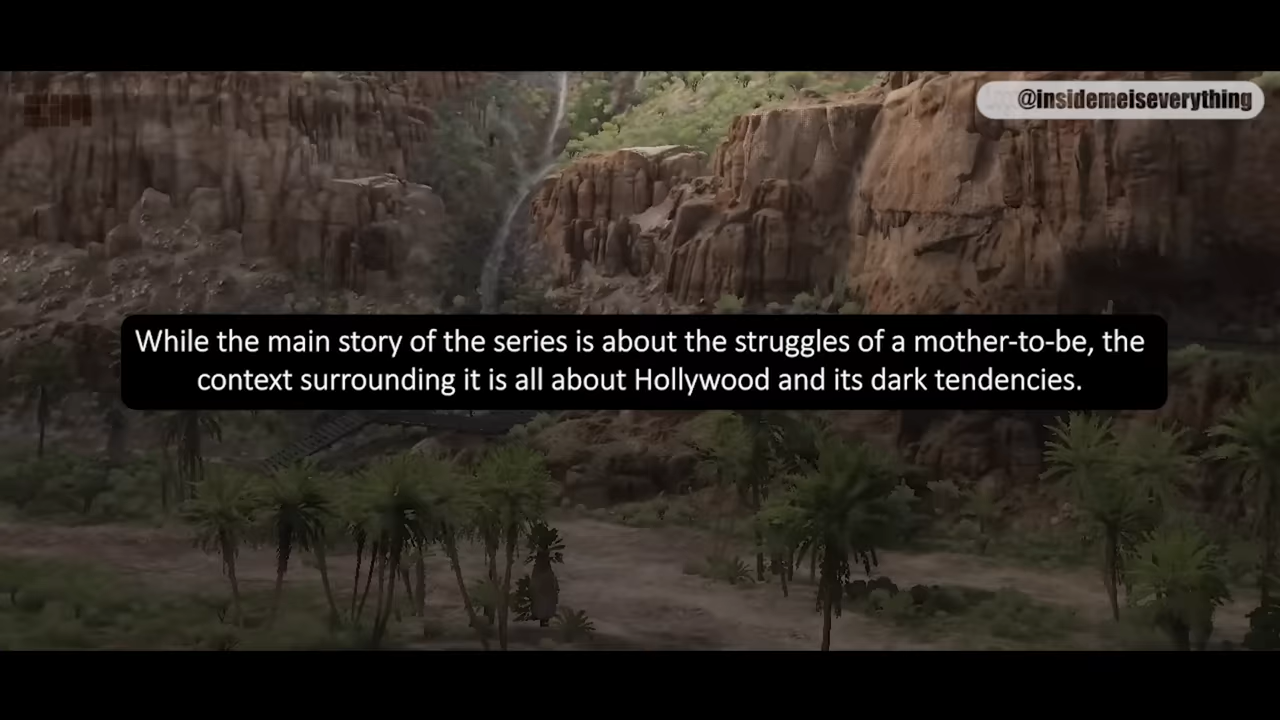 @insidemeiseverything
While the main story of the series is about the struggles of a mother-to-be, the
context surrounding it is all about Hollywood and its dark tendencies.